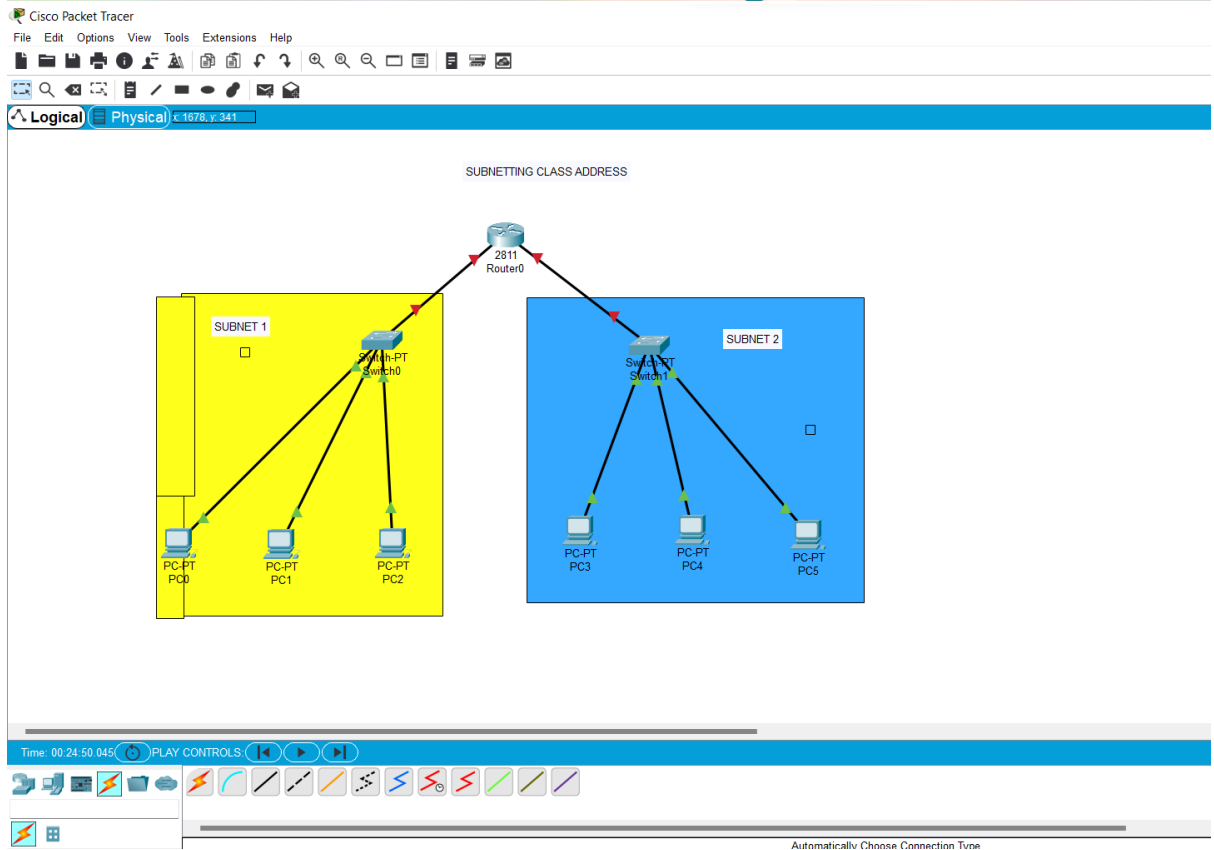 Cisco Packet Tracer
File Edit Options View Tools Extensions Help
Logical Physical x: 1678, y: 341
SUBNETTING CLASS ADDRESS
2811
Router0
SUBNET 1
Switch-PT
Switch0
SUBNET 2
Switch-PT
Switch1
PC-PT
PC0
PC-PT
PC1
PC-PT
PC2
PC-PT
PC3
PC-PT
PC4
PC-PT
PC5
Time: 00:24:50.045 PLAY CONTROLS:
Automatically Choose Connection Type